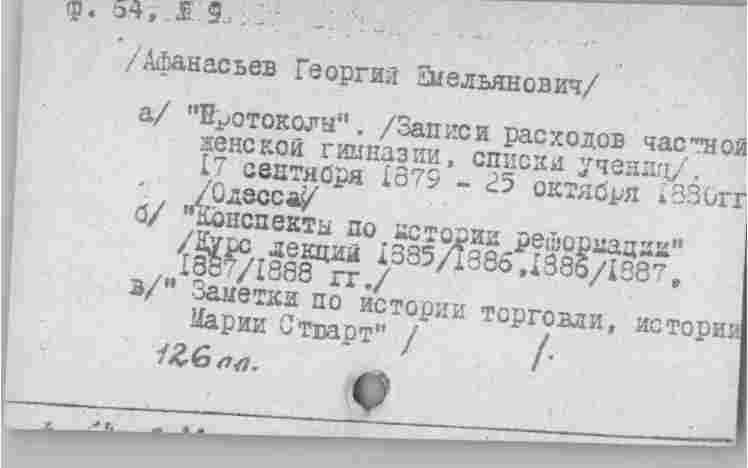 ф. 54, № 9
/Афанасьев Георгий Емельянович/
а/ "Протоколы". /Записи расходов частной
женской гимназии, списки учениц/.
17 сентября 1879 - 25 октября 1880гг
/Одесса/
б/ "Конспекты по истории реформации"
/Курс лекций 1885/1886,1886/1887,
1887/1888 гг./
в/" Заметки по истории торговли, истории
Марии Стюарт" / /.
126 лл.